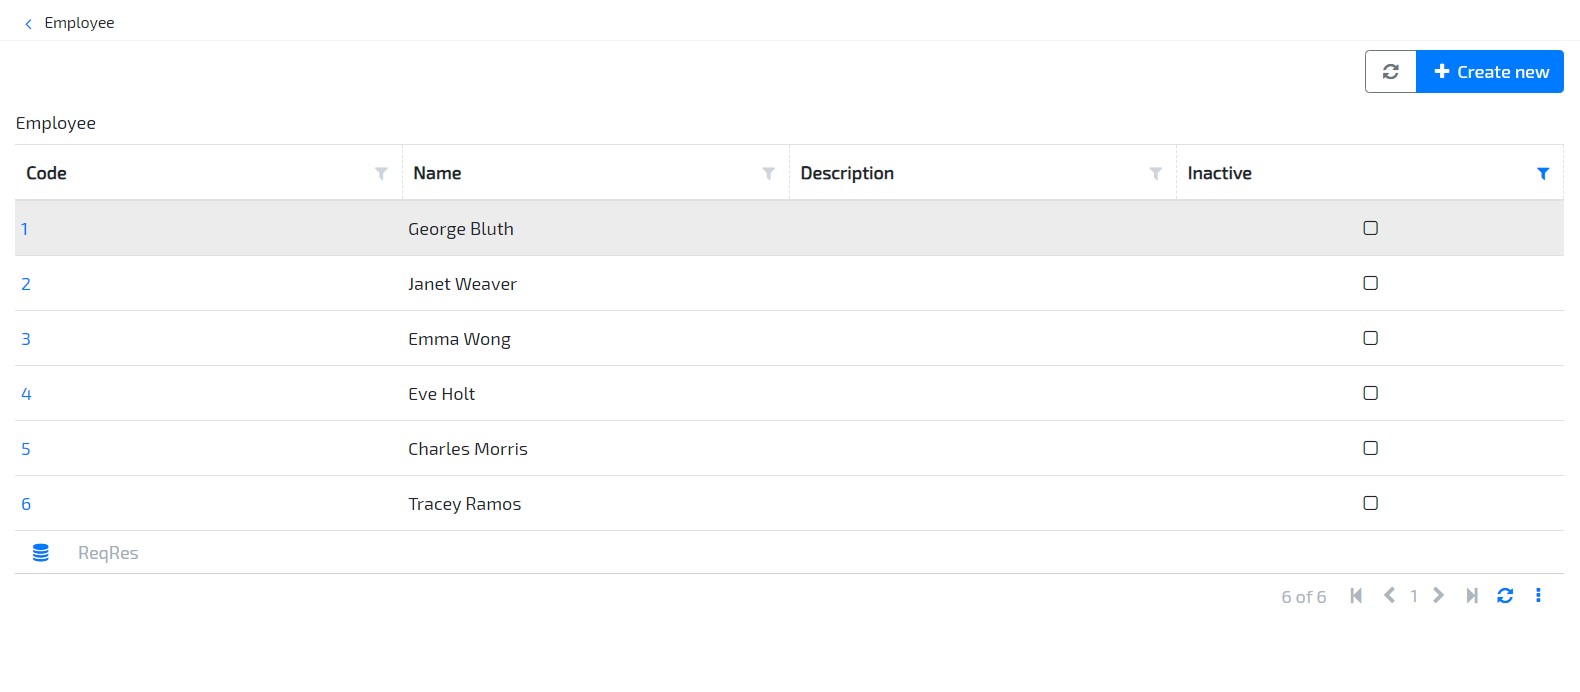 Employee
Create new
Employee
Code Name Description Inactive
1 George Bluth
2 Janet Weaver
3 Emma Wong
4 Eve Holt
5 Charles Morris
6 Tracey Ramos
ReqRes
6 of 6 1